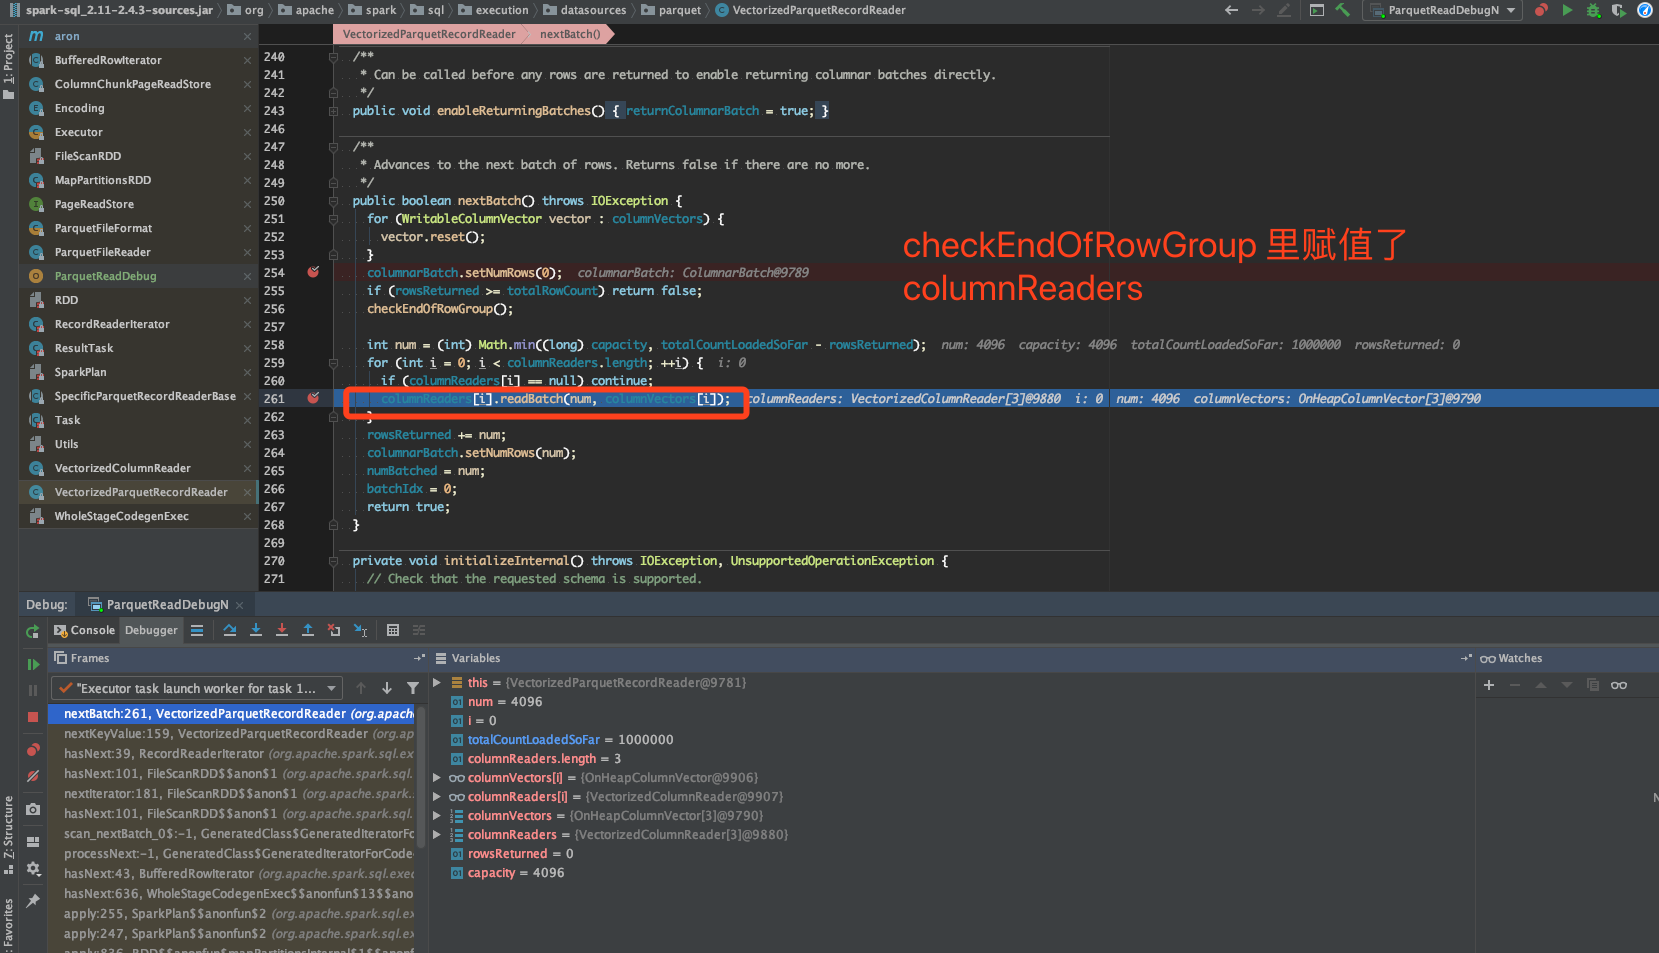 spark-sql_2.11-2.4.3-sources.jar org apache spark sql execution datasources parquet VectorizedParquetRecordReader ParquetReadDebugN
1: Project
m aron
BufferedRowIterator
ColumnChunkPageReadStore
Encoding
Executor
FileScanRDD
MapPartitionsRDD
PageReadStore
ParquetFileFormat
ParquetFileReader
ParquetReadDebug
RDD
RecordReaderIterator
ResultTask
SparkPlan
SpecificParquetRecordReaderBase
Task
Utils
VectorizedColumnReader
VectorizedParquetRecordReader
WholeStageCodegenExec
VectorizedParquetRecordReader nextBatch()
240 /**
241 * Can be called before any rows are returned to enable returning columnar batches directly.
242 */
243 public void enableReturningBatches() { returnColumnarBatch = true; }
246
247 /**
248 * Advances to the next batch of rows. Returns false if there are no more.
249 */
250 public boolean nextBatch() throws IOException {
251 for (WritableColumnVector vector : columnVectors) {
252 vector.reset();
253 }
254 columnarBatch.setNumRows(0); columnarBatch: ColumnarBatch@9789
255 if (rowsReturned >= totalRowCount) return false;
256 checkEndOfRowGroup();
257
258 int num = (int) Math.min((long) capacity, totalCountLoadedSoFar - rowsReturned); num: 4096 capacity: 4096 totalCountLoadedSoFar: 1000000 rowsReturned: 0
259 for (int i = 0; i < columnReaders.length; ++i) { i: 0
260 if (columnReaders[i] == null) continue;
261 columnReaders[i].readBatch(num, columnVectors[i]); columnReaders: VectorizedColumnReader[3]@9880 i: 0 num: 4096 columnVectors: OnHeapColumnVector[3]@9790
262 }
263 rowsReturned += num;
264 columnarBatch.setNumRows(num);
265 numBatched = num;
266 batchIdx = 0;
267 return true;
268 }
269
270 private void initializeInternal() throws IOException, UnsupportedOperationException {
271 // Check that the requested schema is supported.
checkEndOfRowGroup 里赋值了
columnReaders
Debug: ParquetReadDebugN
Console Debugger
Frames
"Executor task launch worker for task 1...
nextBatch:261, VectorizedParquetRecordReader (org.apach
nextKeyValue:159, VectorizedParquetRecordReader (org.ap
hasNext:39, RecordReaderIterator (org.apache.spark.sql.ex
hasNext:101, FileScanRDD$$anon$1 (org.apache.spark.sql.
nextIterator:181, FileScanRDD$$anon$1 (org.apache.spark.
hasNext:101, FileScanRDD$$anon$1 (org.apache.spark.sql.
scan_nextBatch_0$:-1, GeneratedClass$GeneratedIteratorFo
processNext:-1, GeneratedClass$GeneratedIteratorForCode
hasNext:43, BufferedRowIterator (org.apache.spark.sql.exec
hasNext:636, WholeStageCodegenExec$$anonfun$13$$ano
apply:255, SparkPlan$$anonfun$2 (org.apache.spark.sql.ex
apply:247, SparkPlan$$anonfun$2 (org.apache.spark.sql.ex
apply:836, RDD$$anonfun$mapPartitionsInternal$1$$anonf
Variables
this = {VectorizedParquetRecordReader@9781}
num = 4096
i = 0
totalCountLoadedSoFar = 1000000
columnReaders.length = 3
columnVectors[i] = {OnHeapColumnVector@9906}
columnReaders[i] = {VectorizedColumnReader@9907}
columnVectors = {OnHeapColumnVector[3]@9790}
columnReaders = {VectorizedColumnReader[3]@9880}
rowsReturned = 0
capacity = 4096
Watches
N
Z: Structure
: Favorites